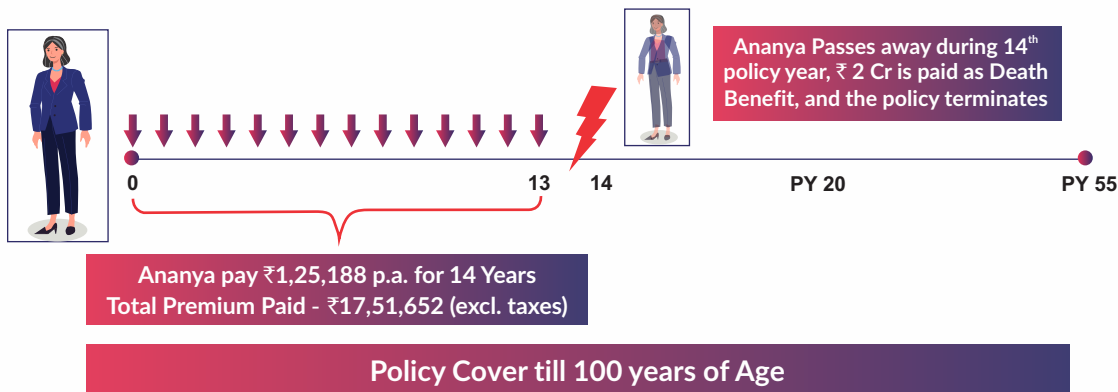 Ananya Passes away during 14th
policy year, ₹ 2 Cr is paid as Death
Benefit, and the policy terminates
0
13
14
PY 20
PY 55
Ananya pay ₹1,25,188 p.a. for 14 Years
Total Premium Paid - ₹17,51,652 (excl. taxes)
Policy Cover till 100 years of Age